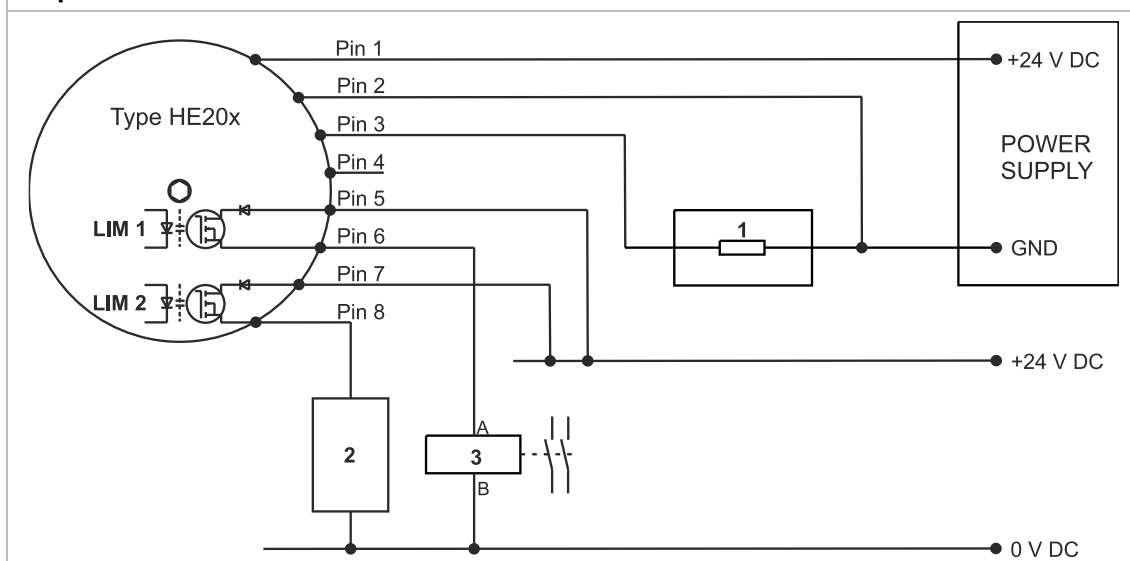 Pin 1
+24 V DC
Pin 2
Type HE20x
Pin 3
POWER
SUPPLY
Pin 4
Pin 5
1
LIM 1
Pin 6
GND
Pin 7
LIM 2
Pin 8
+24 V DC
A
2
3
B
0 V DC